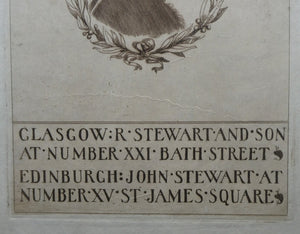 GLASGOW:R·STEWART·AND·SON
AT·NUMBER·XXI·BATH·STREET
EDINBURGH:JOHN·STEWART·AT
NUMBER·XV·ST·JAMES·SQUARE